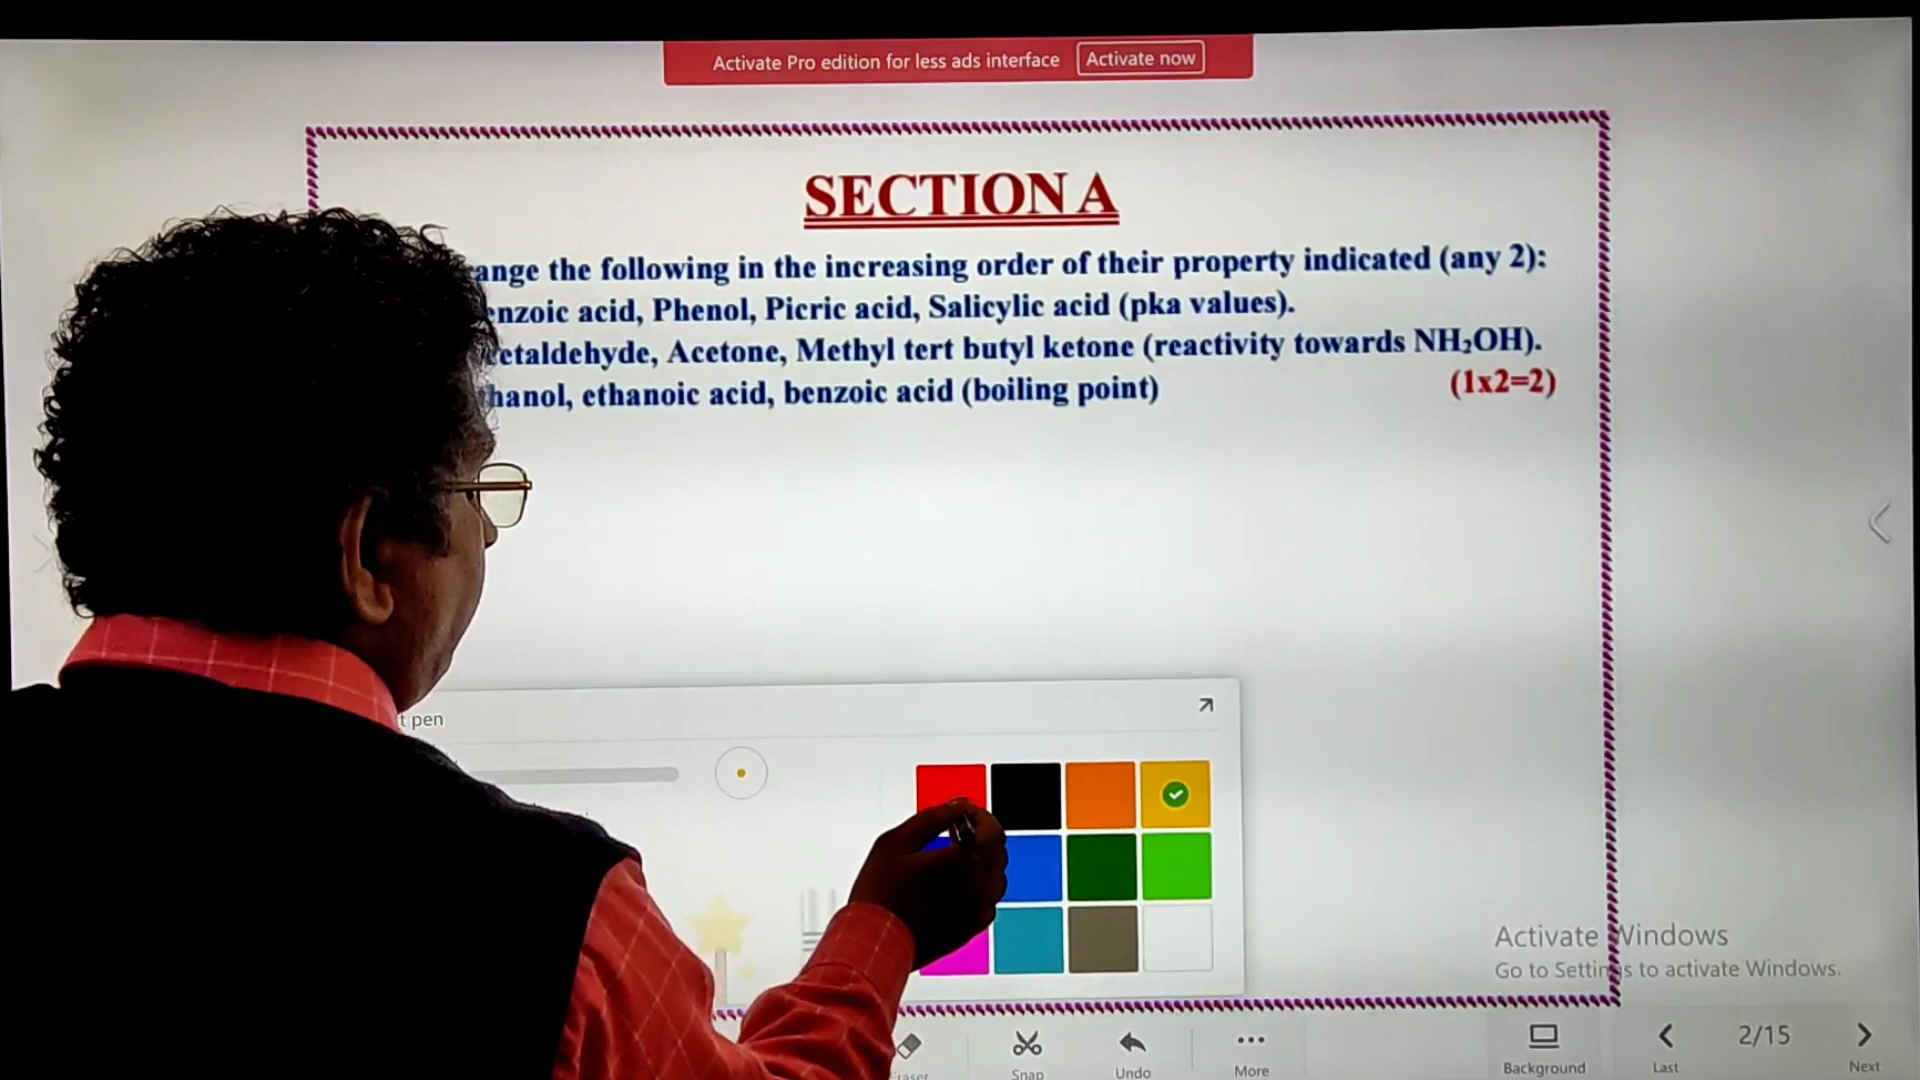 Activate Pro edition for less ads interface Activate now
SECTION A
ange the following in the increasing order of their property indicated (any 2):
enzoic acid, Phenol, Picric acid, Salicylic acid (pka values).
cetaldehyde, Acetone, Methyl tert butyl ketone (reactivity towards NH₂OH).
hanol, ethanoic acid, benzoic acid (boiling point) (1x2=2)
t pen
Activate Windows
Go to Settings to activate Windows.
Snap Undo More Background Last 2/15 Next